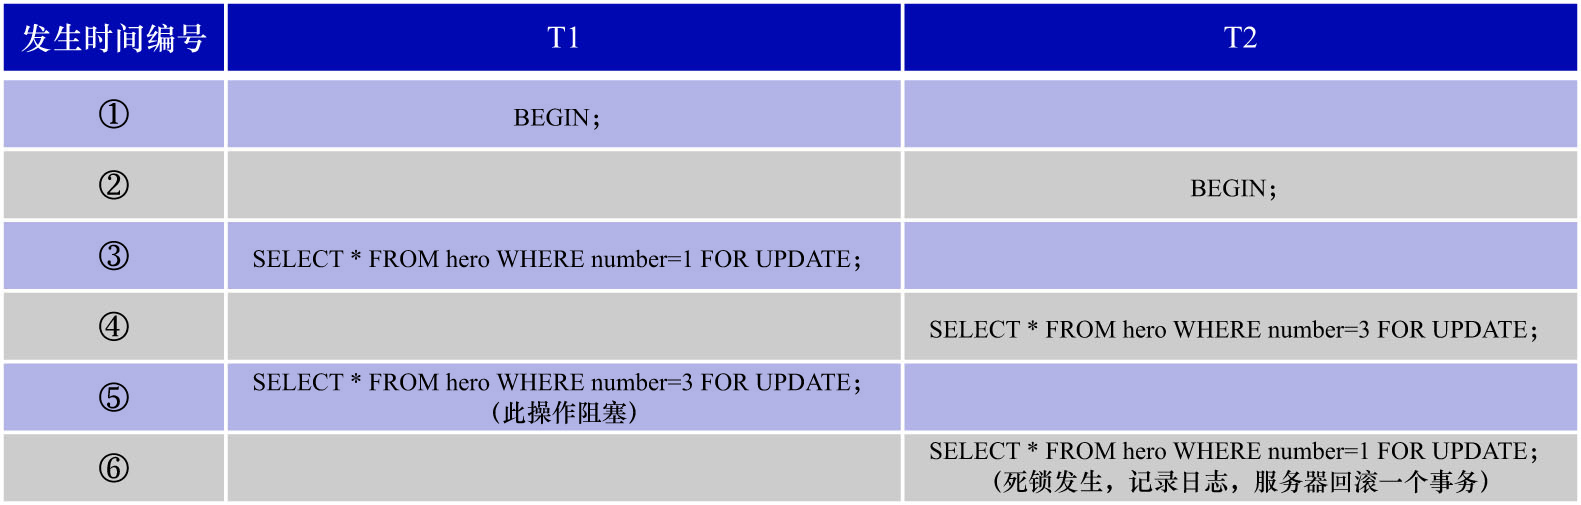 发生时间编号 T1 T2
① BEGIN；
② BEGIN；
③ SELECT * FROM hero WHERE number=1 FOR UPDATE；
④ SELECT * FROM hero WHERE number=3 FOR UPDATE；
⑤ SELECT * FROM hero WHERE number=3 FOR UPDATE；
（此操作阻塞）
⑥ SELECT * FROM hero WHERE number=1 FOR UPDATE；
（死锁发生，记录日志，服务器回滚一个事务）